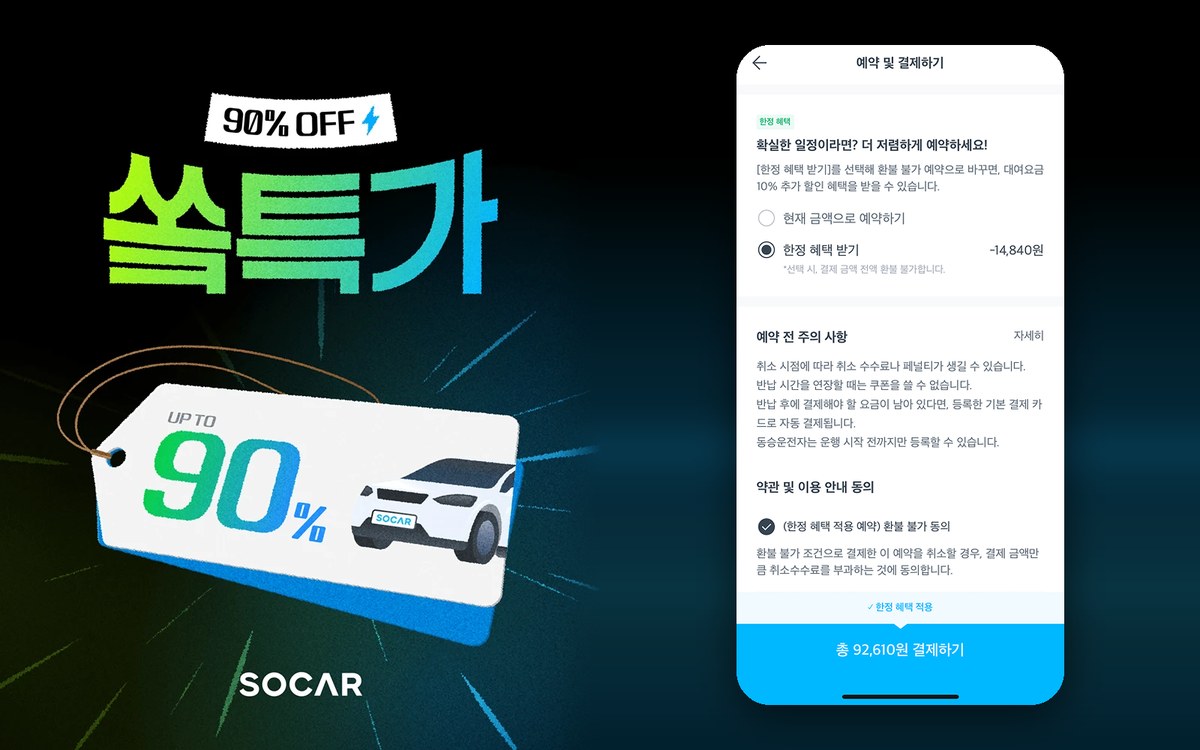 90% OFF
쏠특가
UP TO
90%
SOCAR
SOCAR
예약 및 결제하기
한정 혜택
확실한 일정이라면? 더 저렴하게 예약하세요!
[한정 혜택 받기]를 선택해 환불 불가 예약으로 바꾸면, 대여요금
10% 추가 할인 혜택을 받을 수 있습니다.
현재 금액으로 예약하기
한정 혜택 받기 -14,840원
*선택 시, 결제 금액 전액 환불 불가합니다.
예약 전 주의 사항 자세히
취소 시점에 따라 취소 수수료나 페널티가 생길 수 있습니다.
반납 시간을 연장할 때는 쿠폰을 쓸 수 없습니다.
반납 후에 결제해야 할 요금이 남아 있다면, 등록한 기본 결제 카
드로 자동 결제됩니다.
동승운전자는 운행 시작 전까지만 등록할 수 있습니다.
약관 및 이용 안내 동의
(한정 혜택 적용 예약) 환불 불가 동의
환불 불가 조건으로 결제한 이 예약을 취소할 경우, 결제 금액만
큼 취소수수료를 부과하는 것에 동의합니다.
✓ 한정 혜택 적용
총 92,610원 결제하기